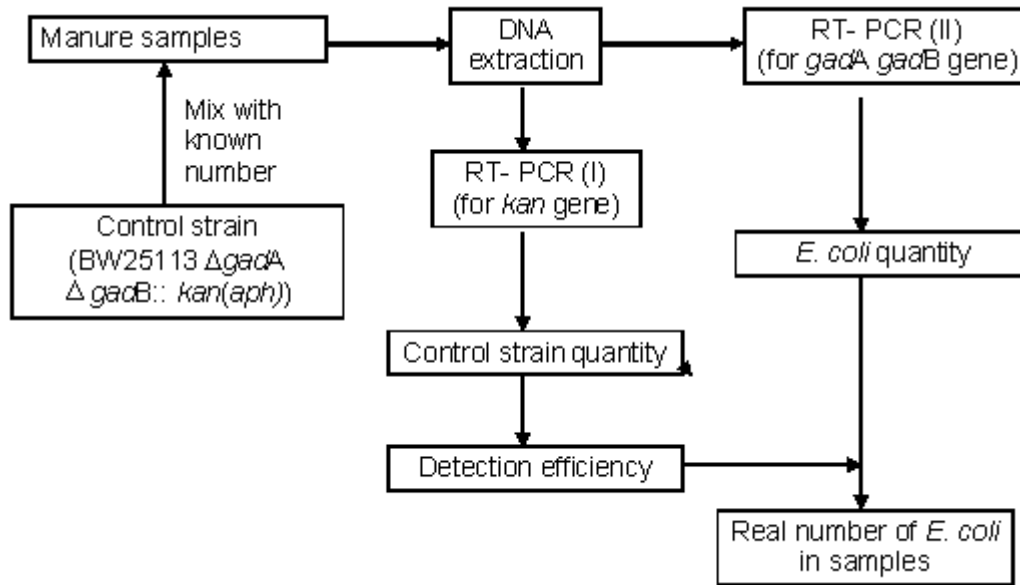 Manure samples
DNA
extraction
RT- PCR (II)
(for gadA gadB gene)
Mix with
known
number
RT- PCR (I)
(for kan gene)
Control strain
(BW25113 ΔgadA
Δ gadB:: kan(aph))
E. coli quantity
Control strain quantity
Detection efficiency
Real number of E. coli
in samples